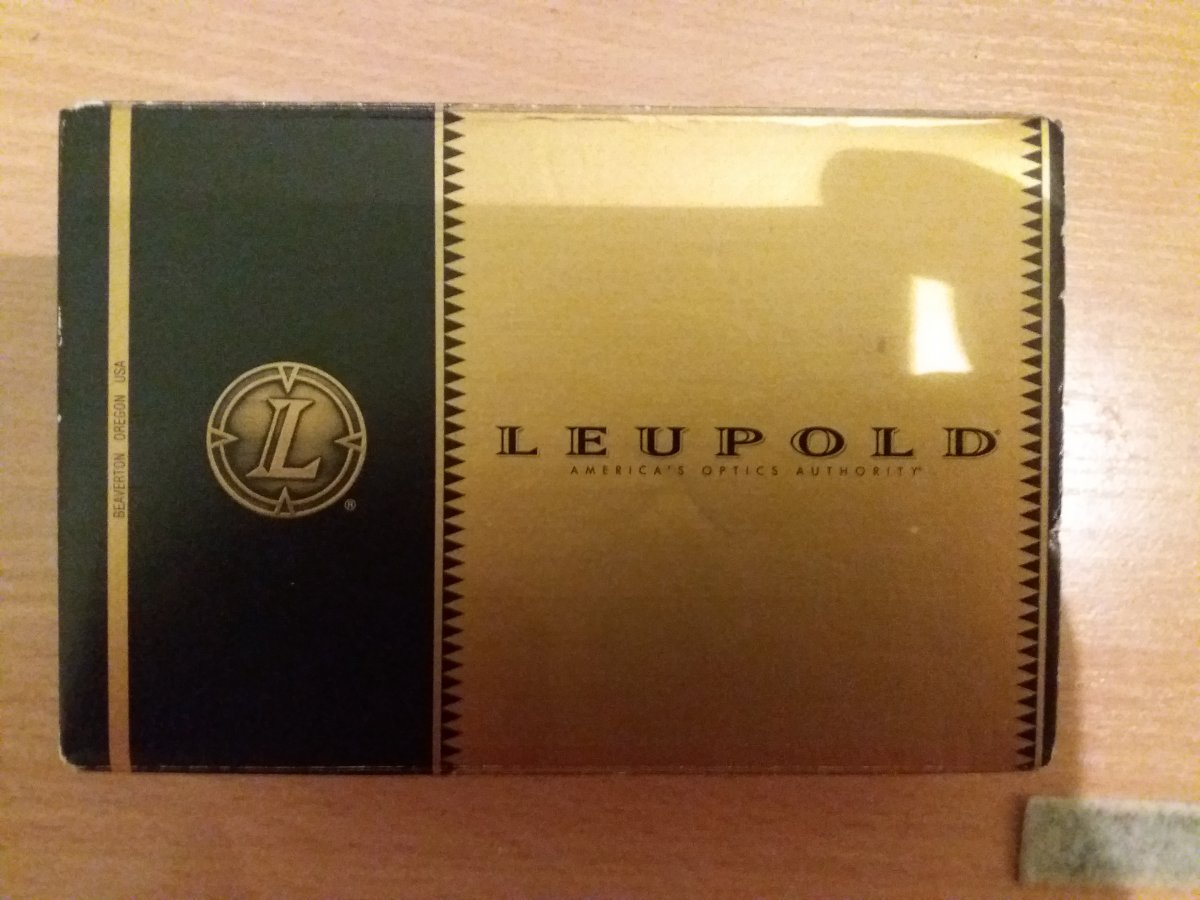 BEAVERTON OREGON USA
L
®
LEUPOLD®
AMERICA'S OPTICS AUTHORITY®